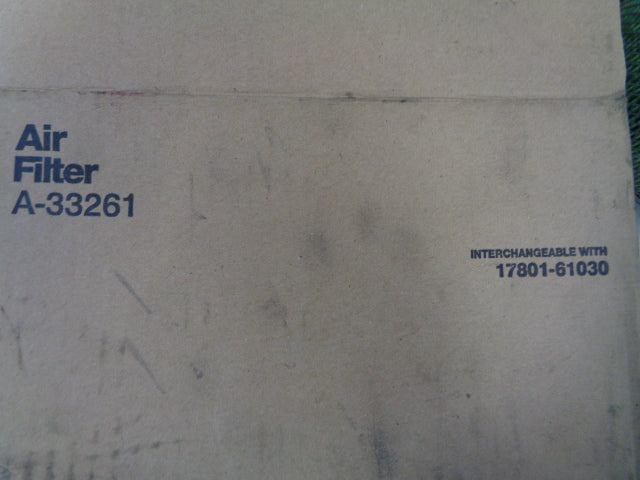 Air
Filter
A-33261
INTERCHANGEABLE WITH
17801-61030